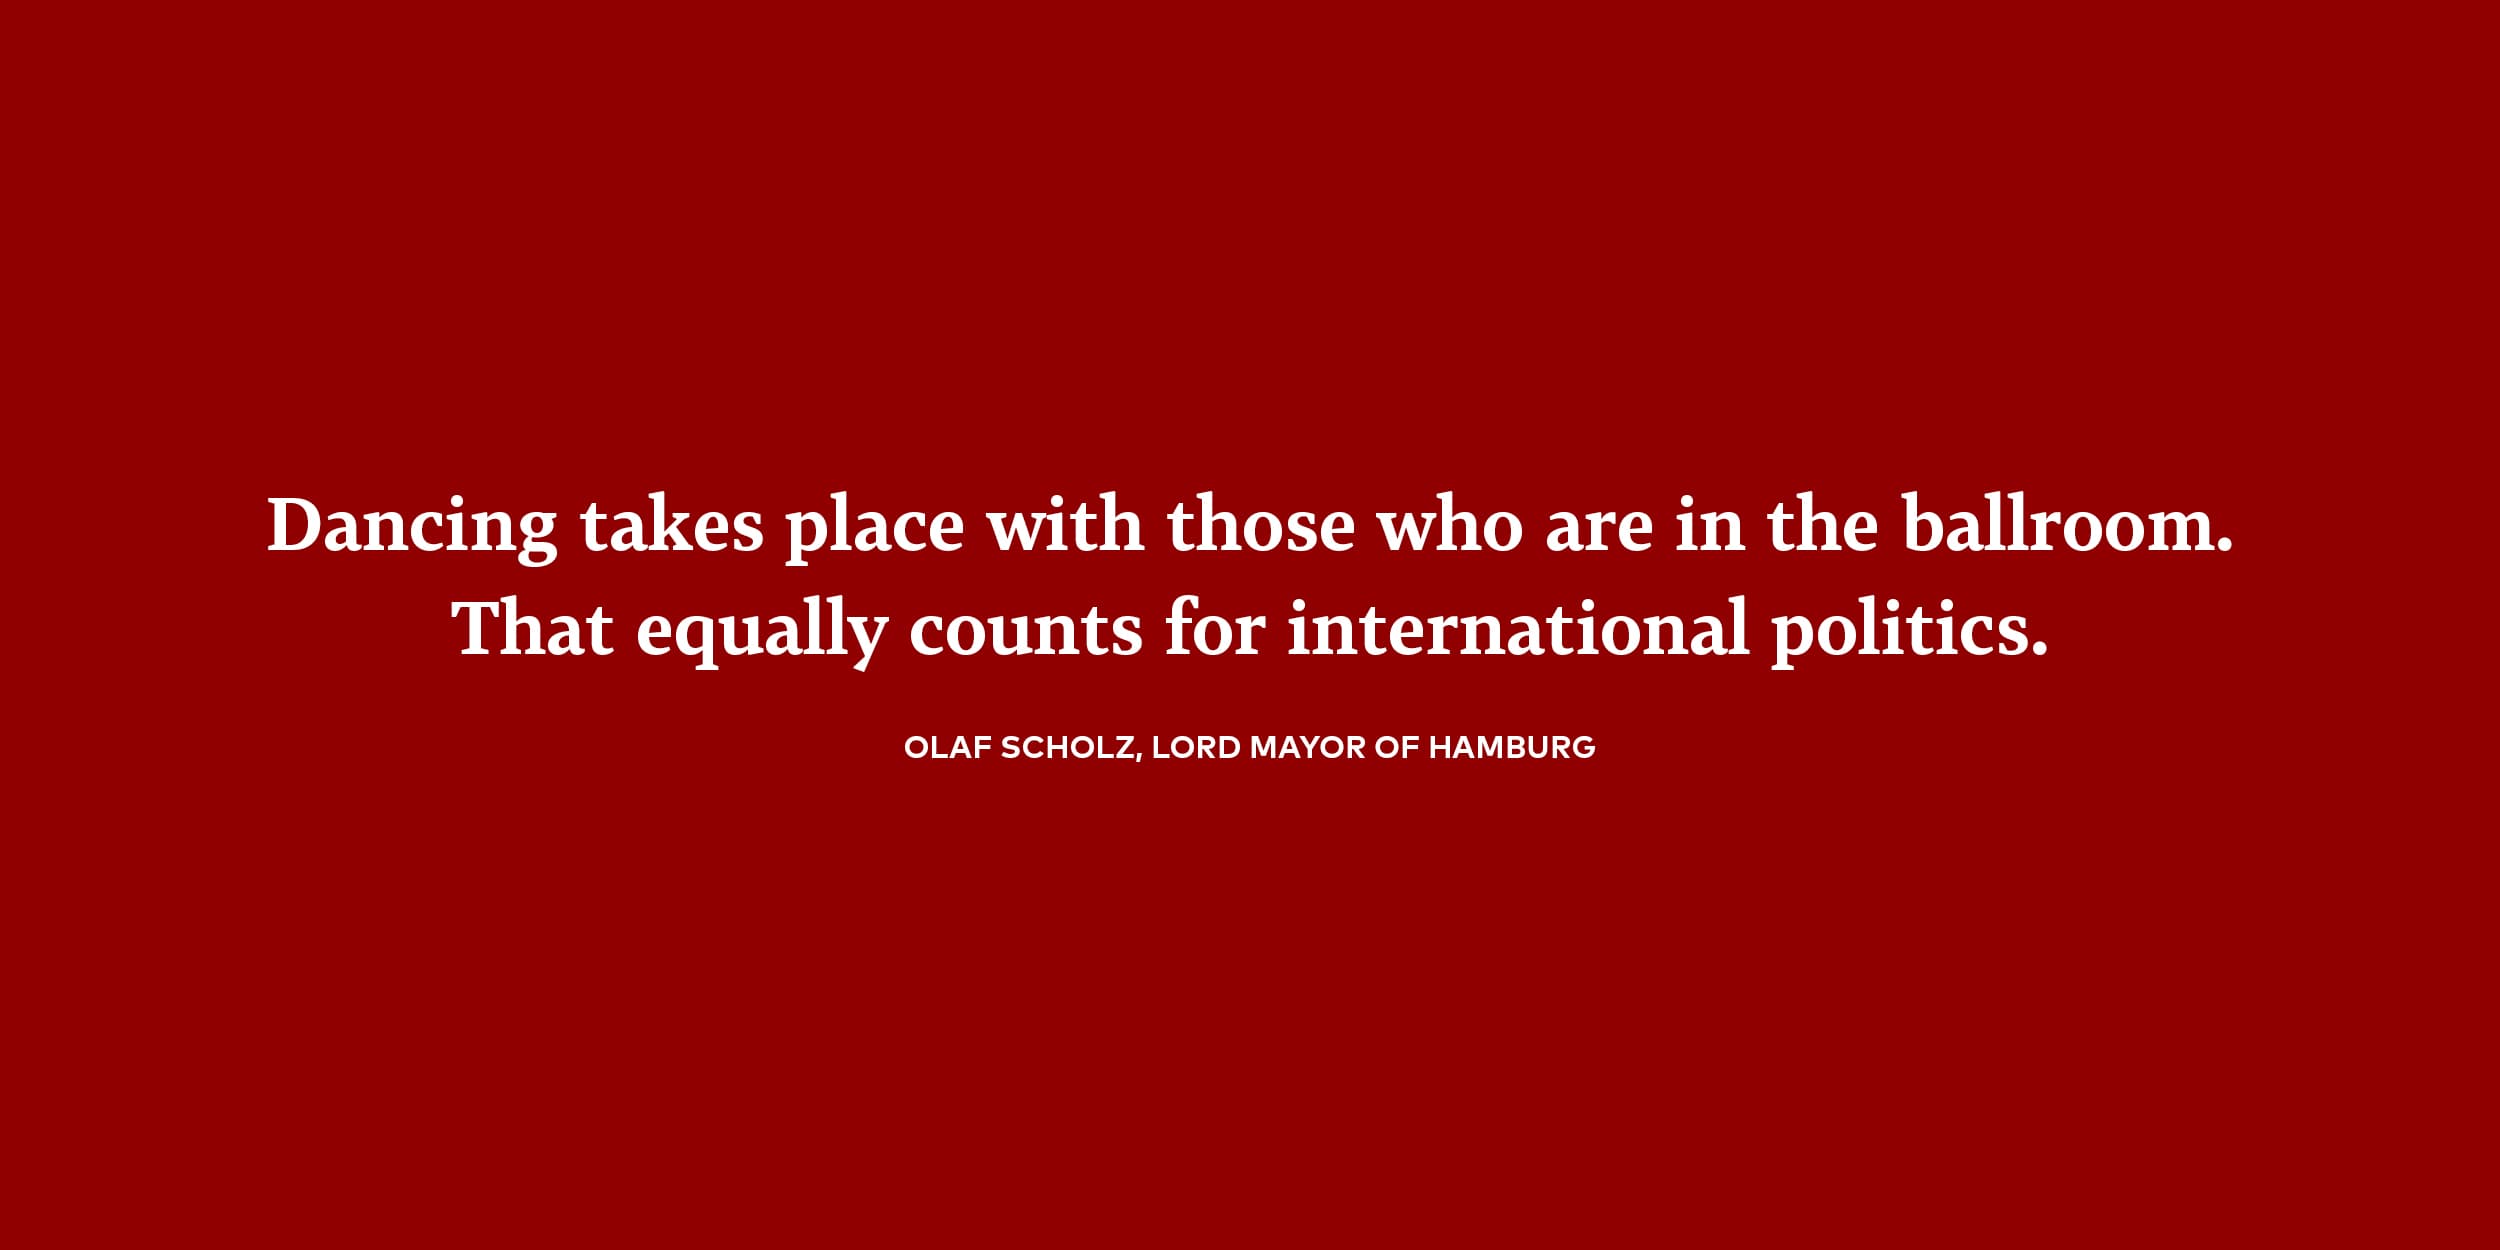 Dancing takes place with those who are in the ballroom.
That equally counts for international politics.
OLAF SCHOLZ, LORD MAYOR OF HAMBURG